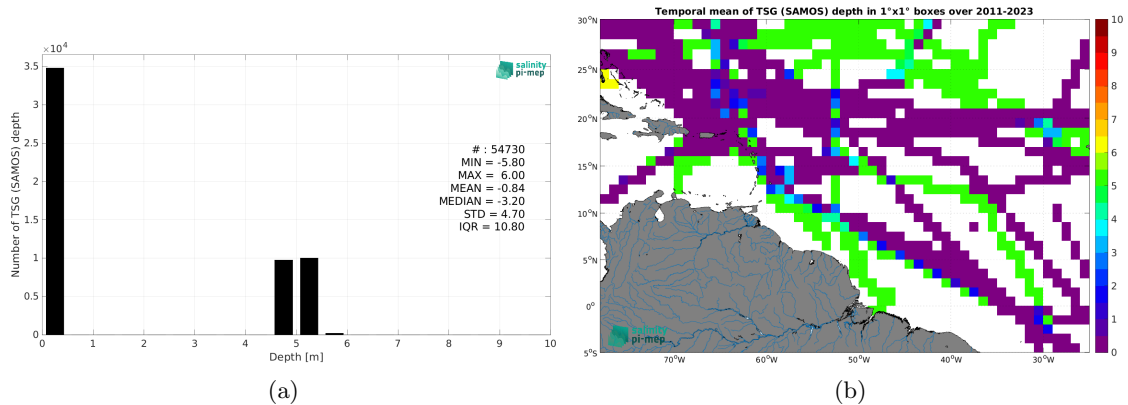 x 10^4
3.5
3
2.5
2
1.5
1
0.5
0
0 1 2 3 4 5 6 7 8 9 10
Number of TSG (SAMOS) depth
Depth [m]
salinity
pi-mep
# : 54730
MIN = -5.80
MAX = 6.00
MEAN = -0.84
MEDIAN = -3.20
STD = 4.70
IQR = 10.80
(a)
Temporal mean of TSG (SAMOS) depth in 1°x1° boxes over 2011-2023
30°N
25°N
20°N
15°N
10°N
5°N
0°
5°S
70°W 60°W 50°W 40°W 30°W
salinity
pi-mep
10
9
8
7
6
5
4
3
2
1
0
(b)